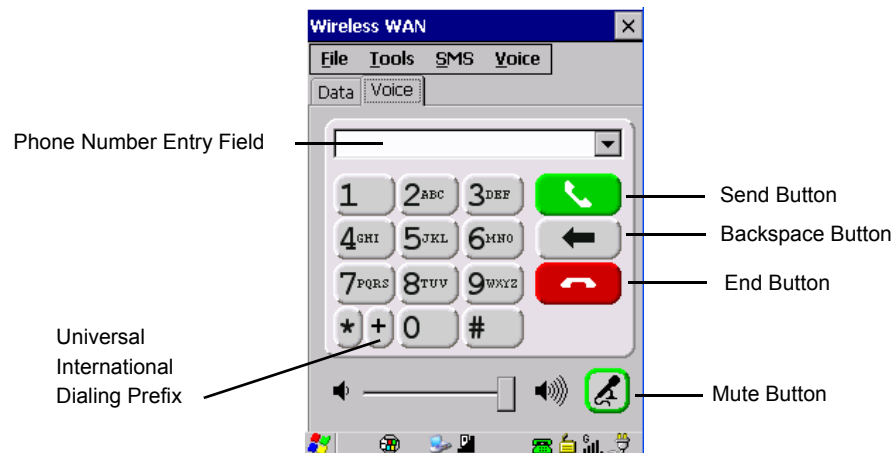 Wireless WAN
File Tools SMS Voice
Data Voice
Phone Number Entry Field
1 2ABC 3DEF
Send Button
4GHI 5JKL 6MNO
Backspace Button
7PQRS 8TUV 9WXYZ
End Button
* + 0 #
Universal
International
Dialing Prefix
Mute Button
G